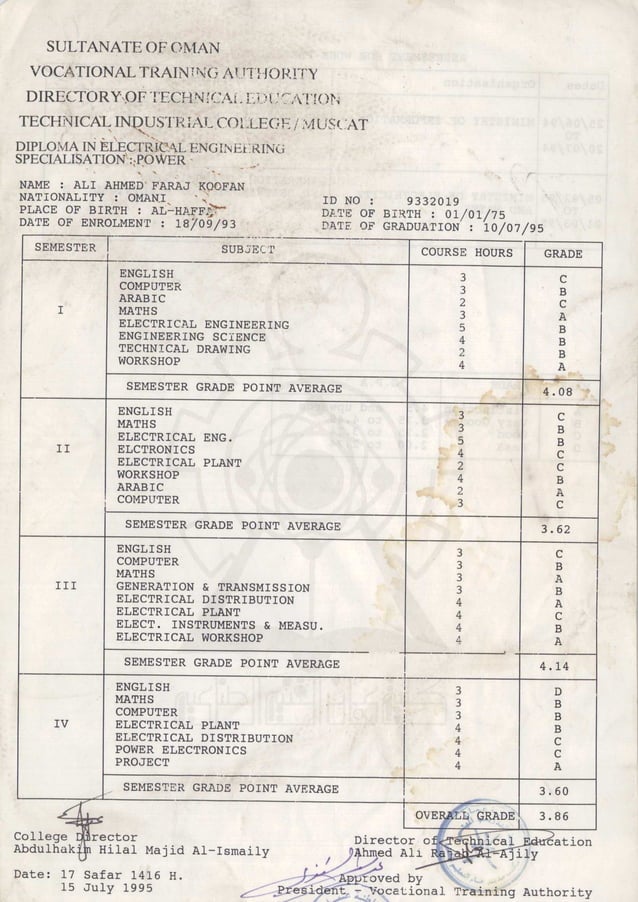 SULTANATE OF OMAN
VOCATIONAL TRAINING AUTHORITY
DIRECTORY OF TECHNICAL EDUCATION
TECHNICAL INDUSTRIAL COLLEGE / MUSCAT
DIPLOMA IN ELECTRICAL ENGINEERING
SPECIALISATION : POWER
NAME : ALI AHMED FARAJ KOOFAN
NATIONALITY : OMANI ID NO : 9332019
PLACE OF BIRTH : AL-HAFFA DATE OF BIRTH : 01/01/75
DATE OF ENROLMENT : 18/09/93 DATE OF GRADUATION : 10/07/95
SEMESTER SUBJECT COURSE HOURS GRADE
ENGLISH 3 C
COMPUTER 3 B
ARABIC 2 C
I MATHS 3 A
ELECTRICAL ENGINEERING 5 B
ENGINEERING SCIENCE 4 B
TECHNICAL DRAWING 2 B
WORKSHOP 4 A
SEMESTER GRADE POINT AVERAGE 4.08
ENGLISH 3 C
MATHS 3 B
ELECTRICAL ENG. 5 B
II ELCTRONICS 4 C
ELECTRICAL PLANT 2 C
WORKSHOP 4 B
ARABIC 2 A
COMPUTER 3 C
SEMESTER GRADE POINT AVERAGE 3.62
ENGLISH 3 C
COMPUTER 3 B
MATHS 3 A
III GENERATION & TRANSMISSION 3 B
ELECTRICAL DISTRIBUTION 4 A
ELECTRICAL PLANT 4 C
ELECT. INSTRUMENTS & MEASU. 4 B
ELECTRICAL WORKSHOP 4 A
SEMESTER GRADE POINT AVERAGE 4.14
ENGLISH 3 D
MATHS 3 B
COMPUTER 3 B
IV ELECTRICAL PLANT 4 B
ELECTRICAL DISTRIBUTION 4 C
POWER ELECTRONICS 4 C
PROJECT 4 A
SEMESTER GRADE POINT AVERAGE 3.60
OVERALL GRADE 3.86
College Director Director of Technical Education
Abdulhakim Hilal Majid Al-Ismaily Ahmed Ali Rajab Al-Ajily
Date: 17 Safar 1416 H. Approved by
15 July 1995 President - Vocational Training Authority